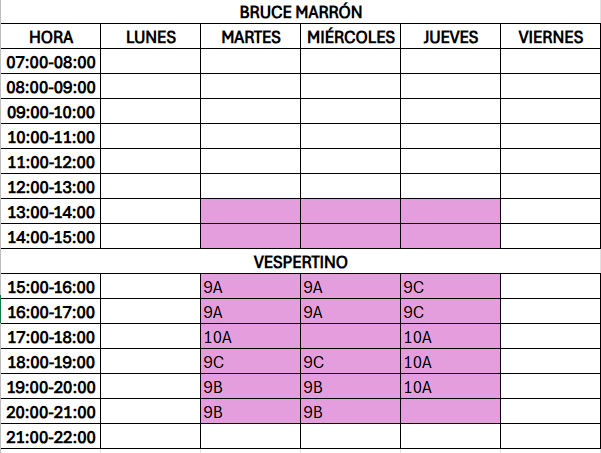 BRUCE MARRÓN
HORA LUNES MARTES MIÉRCOLES JUEVES VIERNES
07:00-08:00
08:00-09:00
09:00-10:00
10:00-11:00
11:00-12:00
12:00-13:00
13:00-14:00
14:00-15:00
VESPERTINO
15:00-16:00 9A 9A 9C
16:00-17:00 9A 9A 9C
17:00-18:00 10A 10A
18:00-19:00 9C 9C 10A
19:00-20:00 9B 9B 10A
20:00-21:00 9B 9B
21:00-22:00